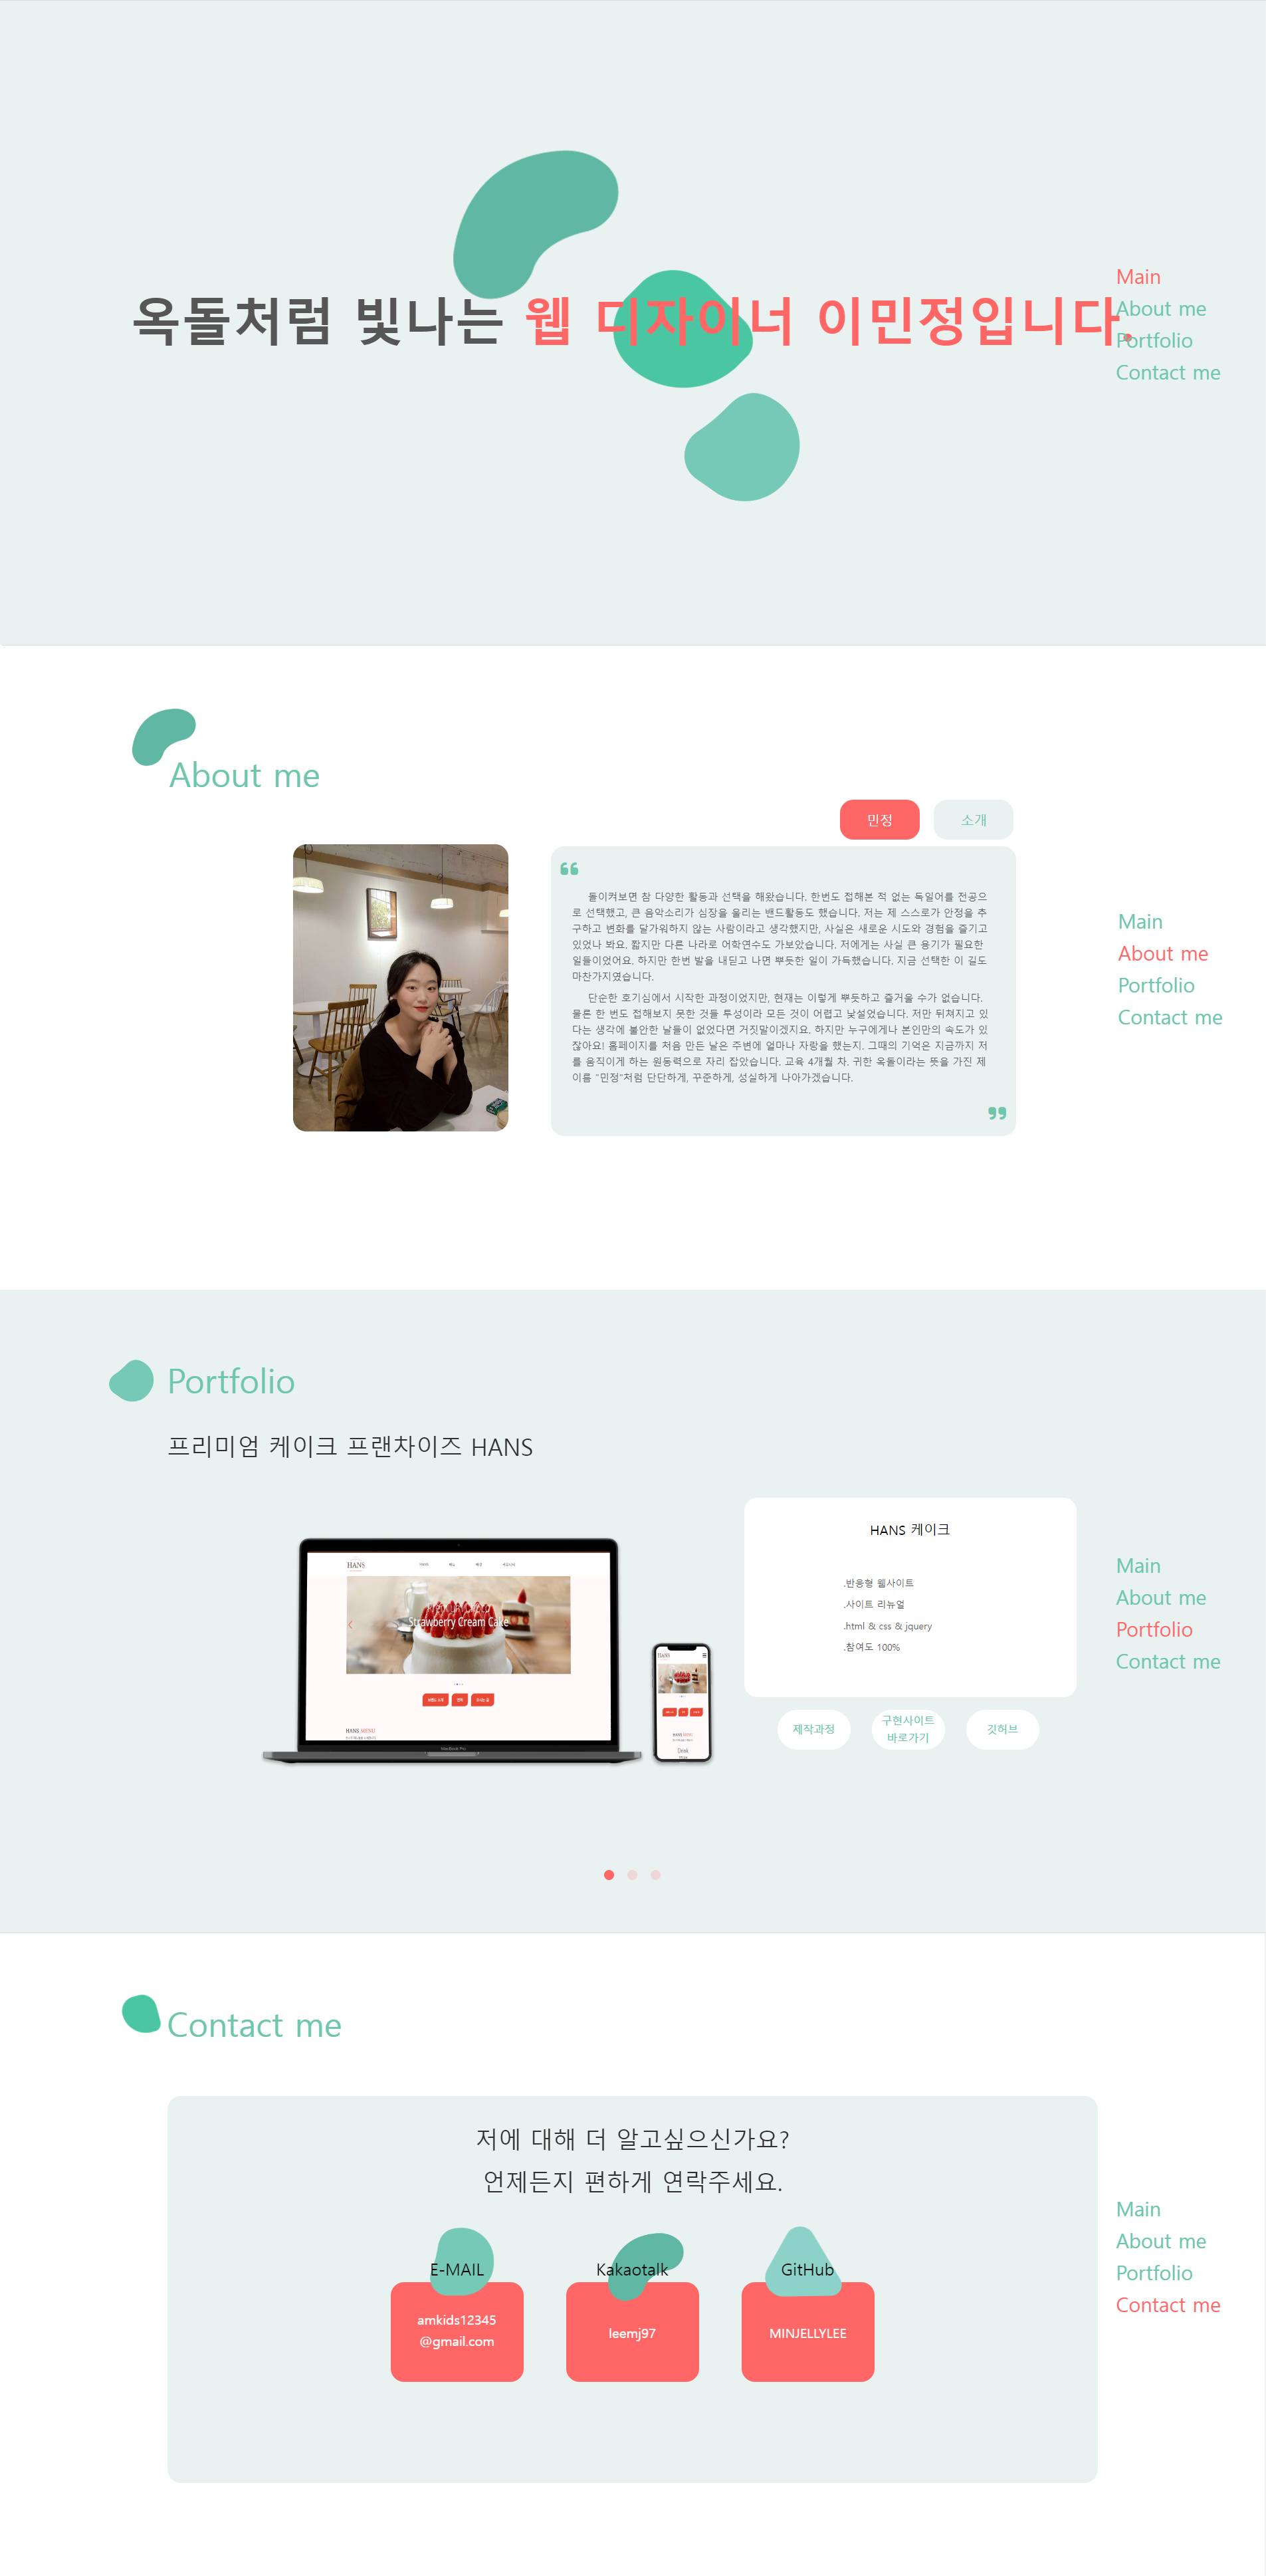 옥돌처럼 빛나는 웹 디자이너 이민정입니다.
Main
About me
Portfolio
Contact me
About me
민정
소개
돌이켜보면 참 다양한 활동과 선택을 해왔습니다. 한번도 접해본 적 없는 독일어를 전공으
로 선택했고, 큰 음악소리가 심장을 울리는 밴드활동도 했습니다. 저는 제 스스로가 안정을 추
구하고 변화를 달가워하지 않는 사람이라고 생각했지만, 사실은 새로운 시도와 경험을 즐기고
있었나 봐요. 짧지만 다른 나라로 어학연수도 가보았습니다. 저에게는 사실 큰 용기가 필요한
일들이었어요. 하지만 한번 발을 내딛고 나면 뿌듯한 일이 가득했습니다. 지금 선택한 이 길도
마찬가지였습니다.
단순한 호기심에서 시작한 과정이었지만, 현재는 이렇게 뿌듯하고 즐거울 수가 없습니다.
물론 한 번도 접해보지 못한 것들 투성이라 모든 것이 어렵고 낯설었습니다. 저만 뒤쳐지고 있
다는 생각에 불안한 날들이 없었다면 거짓말이겠지요. 하지만 누구에게나 본인만의 속도가 있
잖아요! 홈페이지를 처음 만든 날은 주변에 얼마나 자랑을 했는지. 그때의 기억은 지금까지 저
를 움직이게 하는 원동력으로 자리 잡았습니다. 교육 4개월 차. 귀한 옥돌이라는 뜻을 가진 제
이름 "민정"처럼 단단하게, 꾸준하게, 성실하게 나아가겠습니다.
Main
About me
Portfolio
Contact me
Portfolio
프리미엄 케이크 프랜차이즈 HANS
HANS
Strawberry Cream Cake
HANS MENU
MacBook Pro
HANS
HANS MENU
Drink
HANS 케이크
.반응형 웹사이트
.사이트 리뉴얼
.html & css & jquery
.참여도 100%
제작과정
구현사이트
바로가기
깃허브
Main
About me
Portfolio
Contact me
Contact me
저에 대해 더 알고싶으신가요?
언제든지 편하게 연락주세요.
E-MAIL
amkids12345
@gmail.com
Kakaotalk
leemj97
GitHub
MINJELLYLEE
Main
About me
Portfolio
Contact me